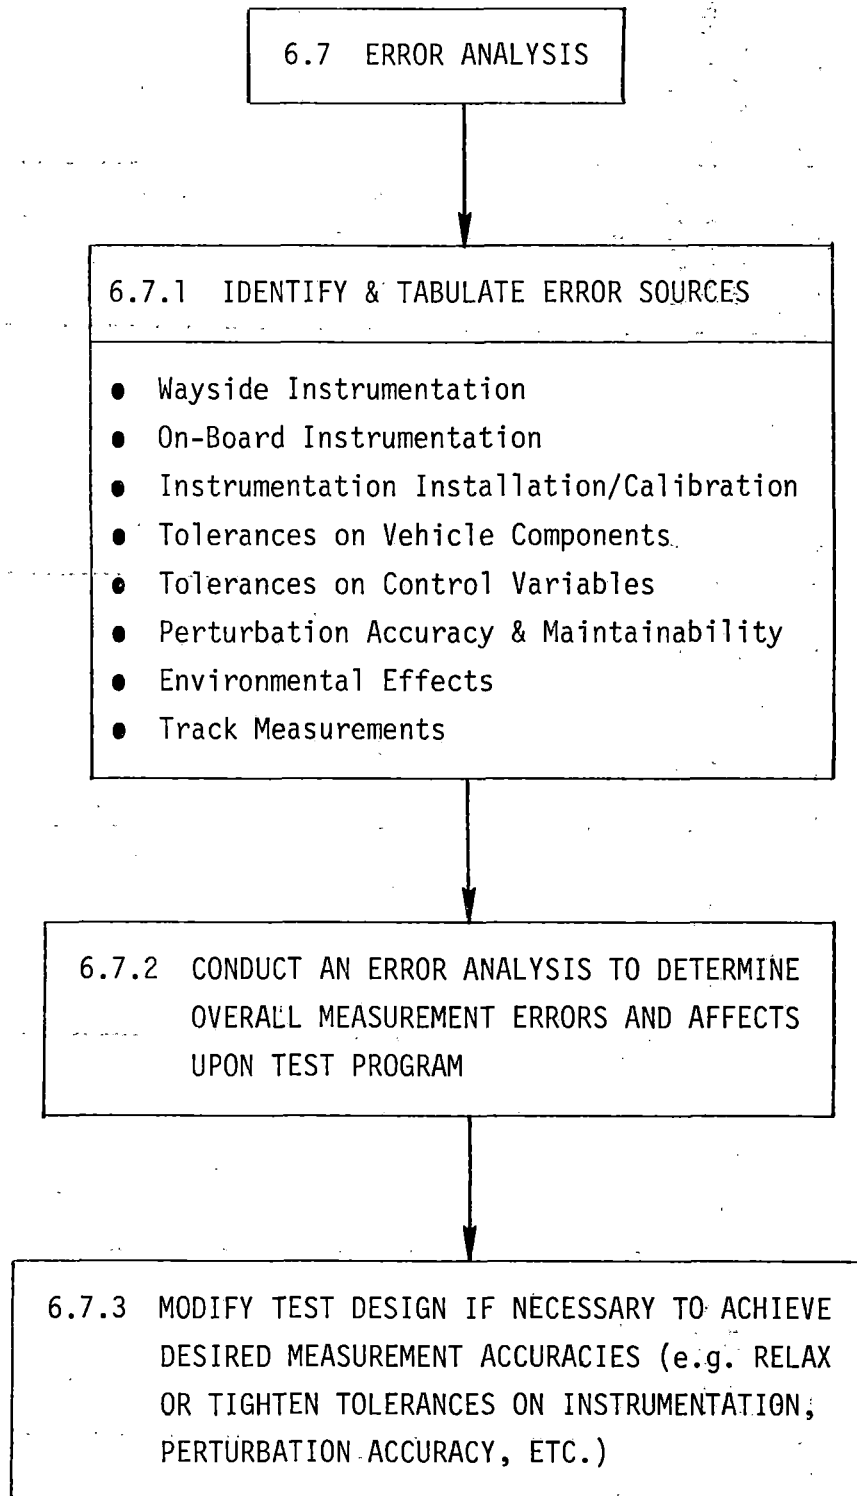 6.7 ERROR ANALYSIS
6.7.1 IDENTIFY & TABULATE ERROR SOURCES
● Wayside Instrumentation
● On-Board Instrumentation
● Instrumentation Installation/Calibration
● Tolerances on Vehicle Components
● Tolerances on Control Variables
● Perturbation Accuracy & Maintainability
● Environmental Effects
● Track Measurements
6.7.2 CONDUCT AN ERROR ANALYSIS TO DETERMINE
OVERALL MEASUREMENT ERRORS AND AFFECTS
UPON TEST PROGRAM
6.7.3 MODIFY TEST DESIGN IF NECESSARY TO ACHIEVE
DESIRED MEASUREMENT ACCURACIES (e.g. RELAX
OR TIGHTEN TOLERANCES ON INSTRUMENTATION,
PERTURBATION ACCURACY, ETC.)